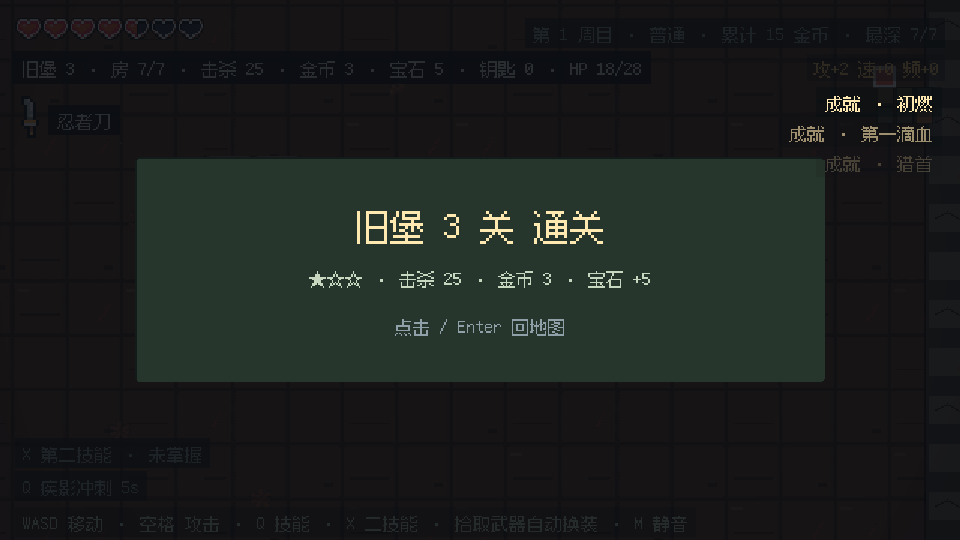 第 1 周目 · 普通 · 累计 15 金币 · 最深 7/7
旧堡 3 · 房 7/7 · 击杀 25 · 金币 3 · 宝石 5 · 钥匙 0 · HP 18/28
攻+2 速+0 频+0
成就 · 初燃
忍者刀
成就 · 第一滴血
成就 · 猎首
旧堡 3 关 通关
★☆☆ · 击杀 25 · 金币 3 · 宝石 +5
点击 / Enter 回地图
X 第二技能 · 未掌握
Q 疾影冲刺 5s
WASD 移动 · 空格 攻击 · Q 技能 · X 二技能 · 拾取武器自动换装 · M 静音